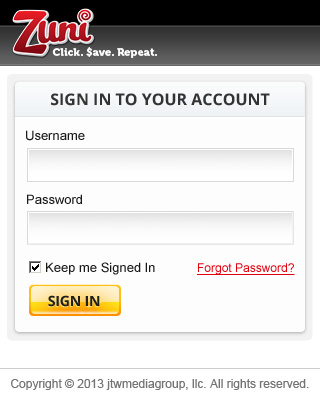 Zuni
Click. $ave. Repeat.
SIGN IN TO YOUR ACCOUNT
Username
Password
Keep me Signed In
Forgot Password?
SIGN IN
Copyright © 2013 jtwmediagroup, llc. All rights reserved.